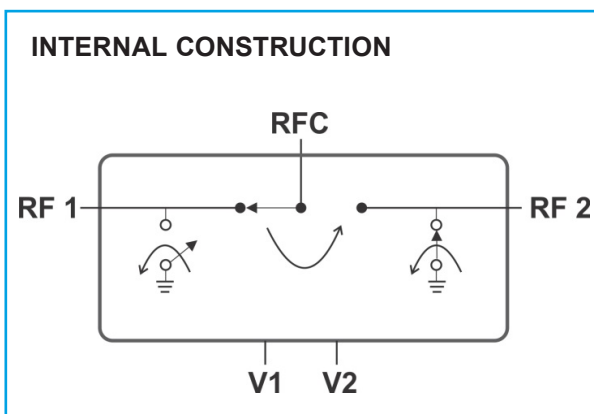 INTERNAL CONSTRUCTION
RFC
RF 1
RF 2
V1
V2